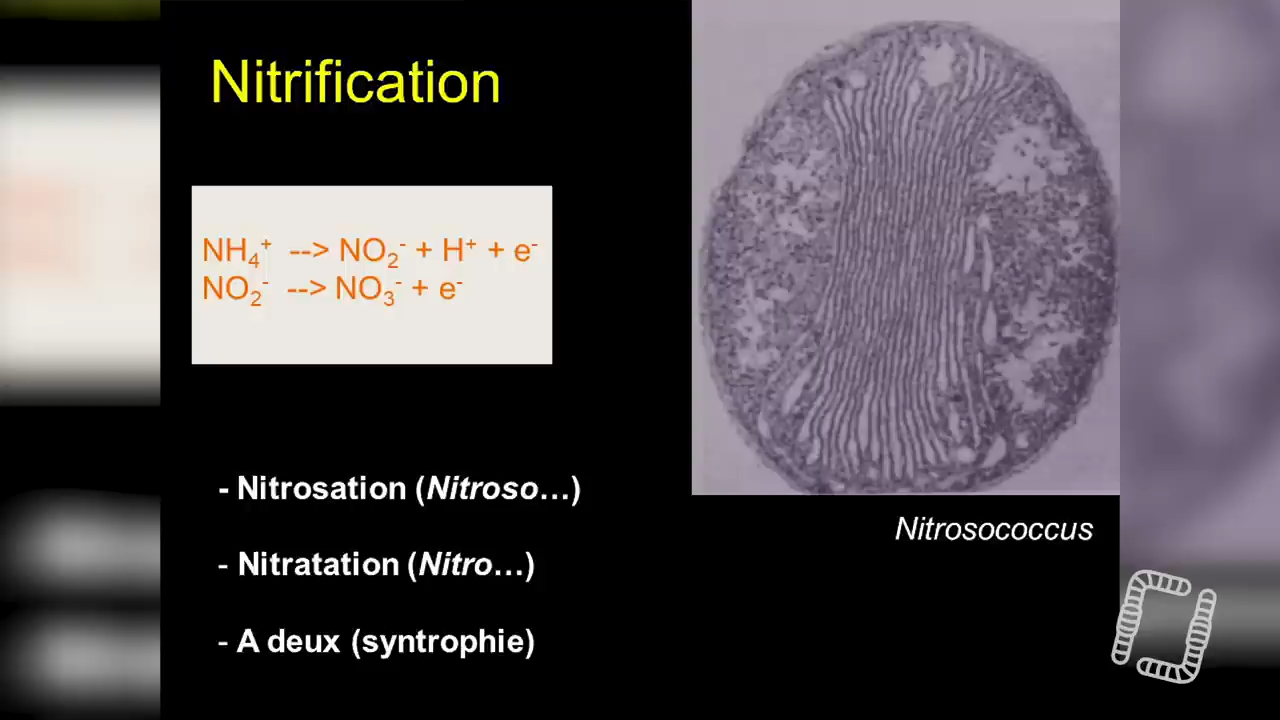 Nitrification
NH₄⁺ --> NO₂⁻ + H⁺ + e⁻
NO₂⁻ --> NO₃⁻ + e⁻
- Nitrosation (Nitroso…)
- Nitratation (Nitro…)
- A deux (syntrophie)
Nitrosococcus